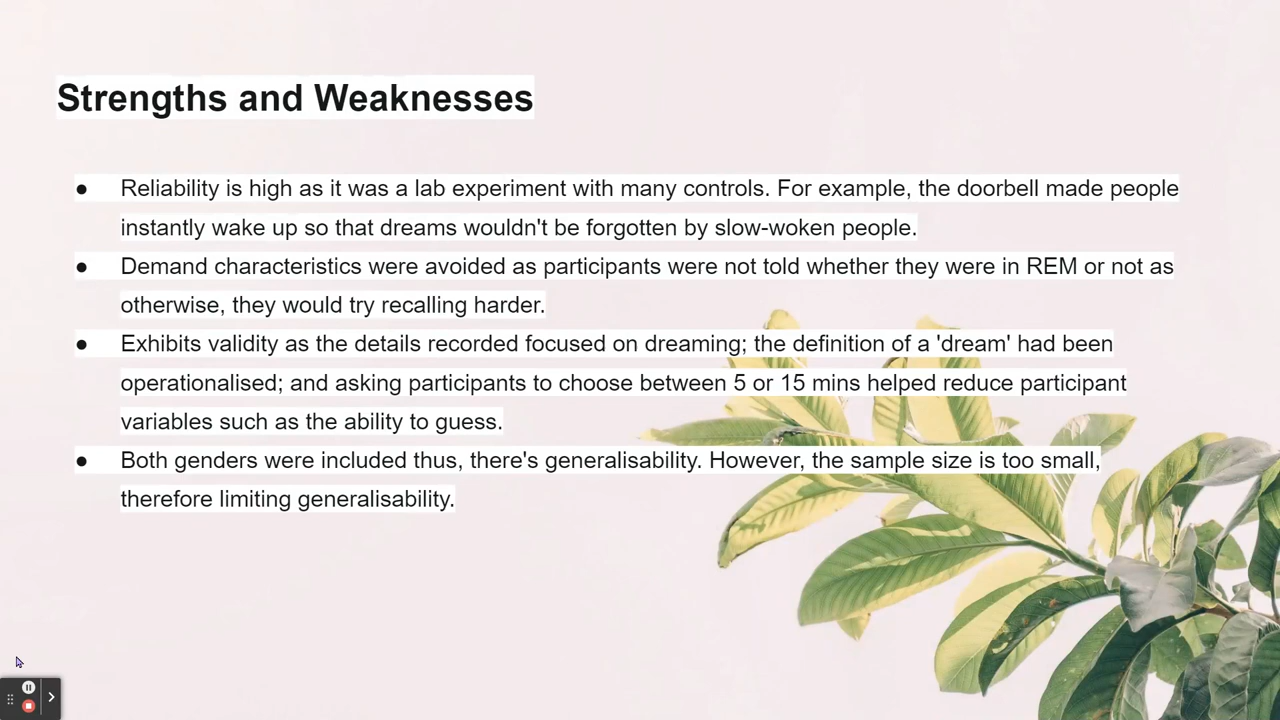 Strengths and Weaknesses
● Reliability is high as it was a lab experiment with many controls. For example, the doorbell made people
instantly wake up so that dreams wouldn't be forgotten by slow-woken people.
● Demand characteristics were avoided as participants were not told whether they were in REM or not as
otherwise, they would try recalling harder.
● Exhibits validity as the details recorded focused on dreaming; the definition of a 'dream' had been
operationalised; and asking participants to choose between 5 or 15 mins helped reduce participant
variables such as the ability to guess.
● Both genders were included thus, there's generalisability. However, the sample size is too small,
therefore limiting generalisability.